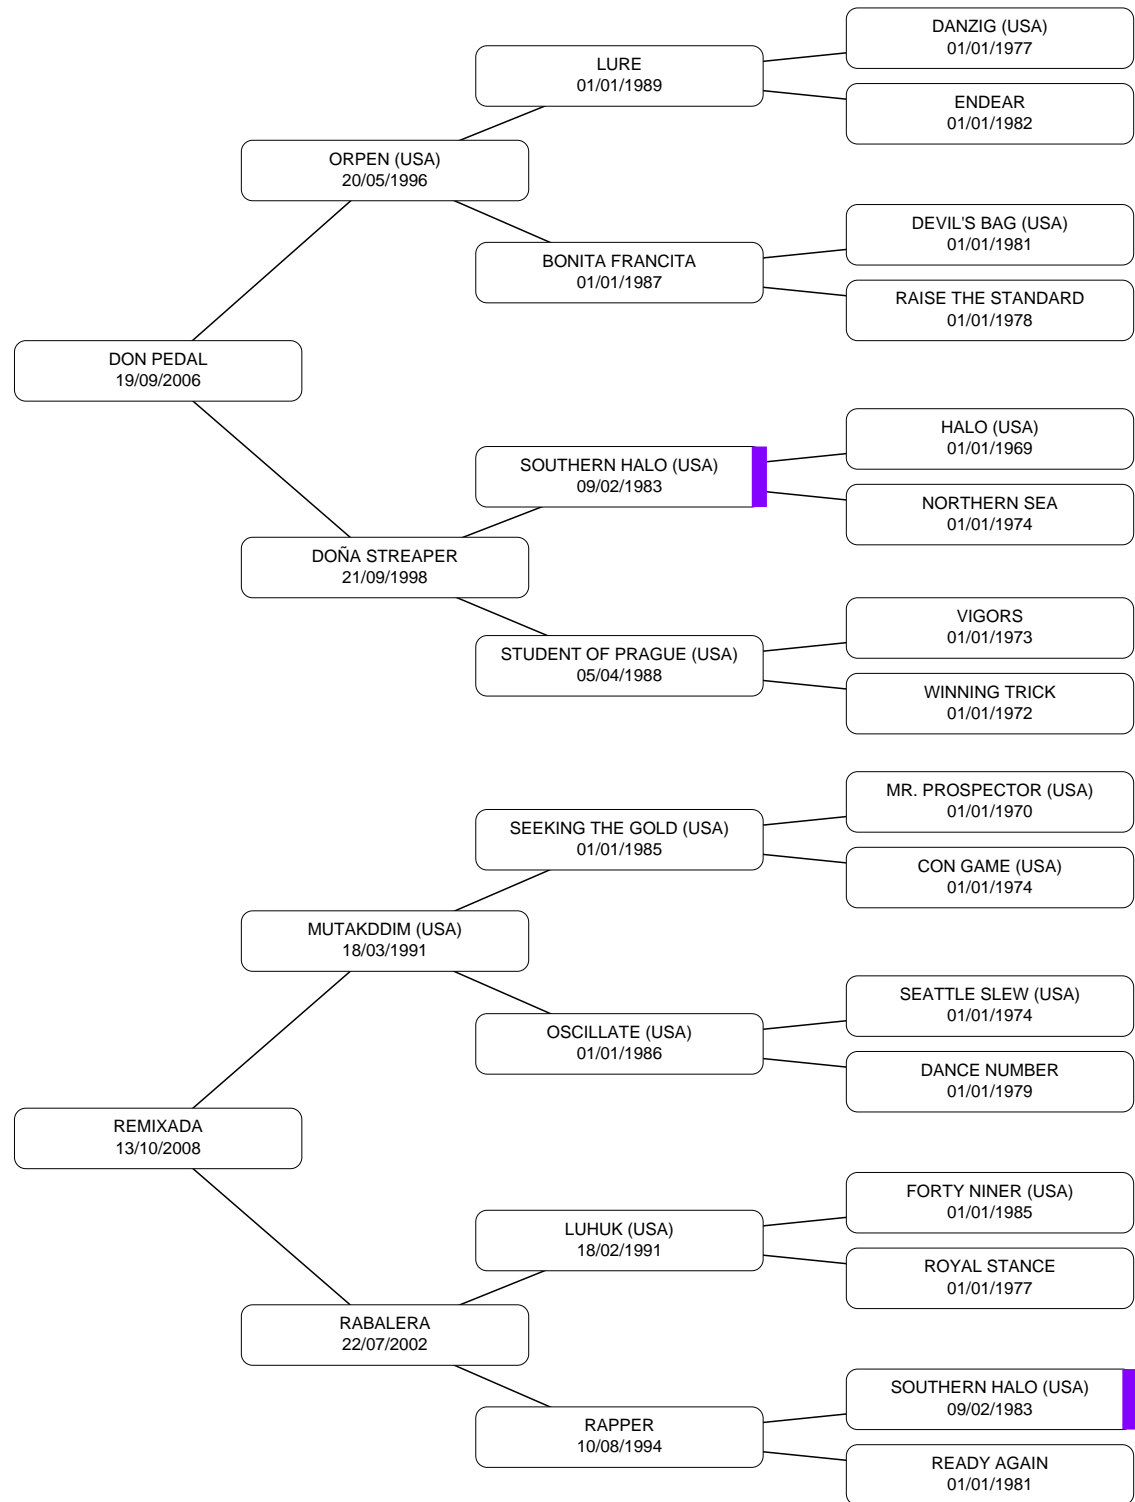 DANZIG (USA)
01/01/1977
LURE
01/01/1989
ENDEAR
01/01/1982
ORPEN (USA)
20/05/1996
DEVIL'S BAG (USA)
01/01/1981
BONITA FRANCITA
01/01/1987
RAISE THE STANDARD
01/01/1978
DON PEDAL
19/09/2006
HALO (USA)
01/01/1969
SOUTHERN HALO (USA)
09/02/1983
NORTHERN SEA
01/01/1974
DOÑA STREAPER
21/09/1998
VIGORS
01/01/1973
STUDENT OF PRAGUE (USA)
05/04/1988
WINNING TRICK
01/01/1972
MR. PROSPECTOR (USA)
01/01/1970
SEEKING THE GOLD (USA)
01/01/1985
CON GAME (USA)
01/01/1974
MUTAKDDIM (USA)
18/03/1991
SEATTLE SLEW (USA)
01/01/1974
OSCILLATE (USA)
01/01/1986
DANCE NUMBER
01/01/1979
REMIXADA
13/10/2008
FORTY NINER (USA)
01/01/1985
LUHUK (USA)
18/02/1991
ROYAL STANCE
01/01/1977
RABALERA
22/07/2002
SOUTHERN HALO (USA)
09/02/1983
RAPPER
10/08/1994
READY AGAIN
01/01/1981